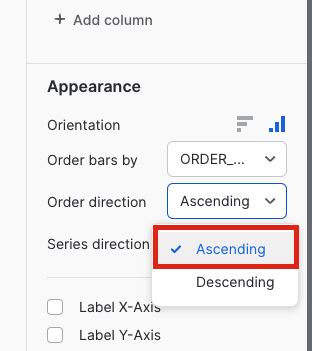 + Add column
Appearance
Orientation
Order bars by ORDER_...
Order direction Ascending
Series direction
Ascending
Descending
Label X-Axis
Label Y-Axis